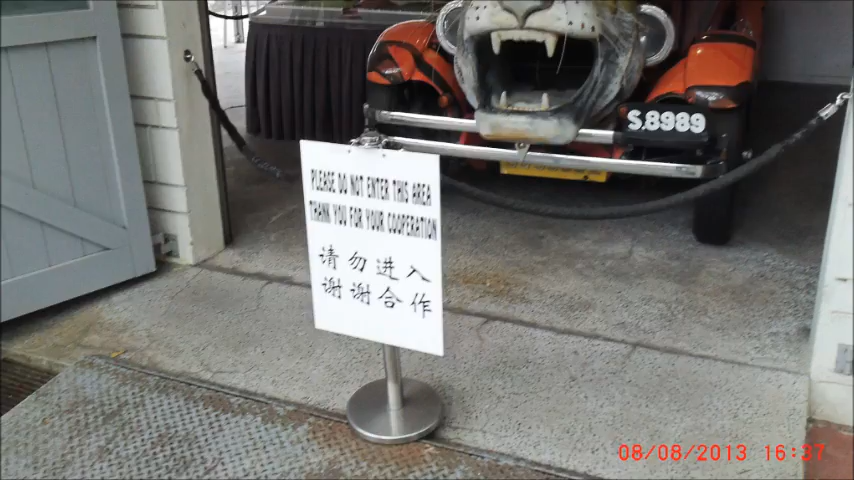 S.8989
PLEASE DO NOT ENTER THIS AREA
THANK YOU FOR YOUR COOPERATION
请勿进入
谢谢合作
08/08/2013 16:37